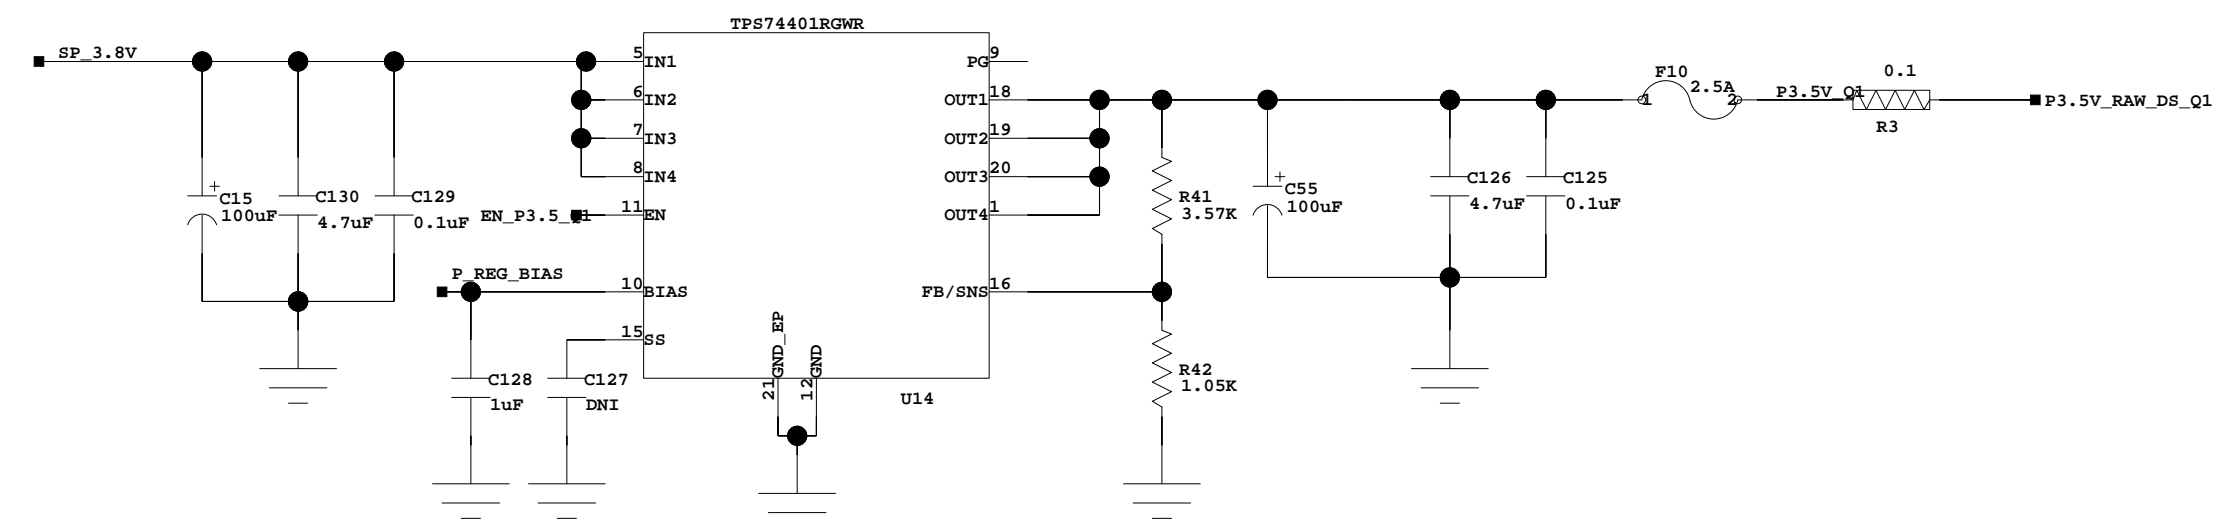 TPS74401RGWR
SP_3.8V
5
IN1
6
IN2
7
IN3
8
IN4
11
EN
EN_P3.5_Q1
10
BIAS
P_REG_BIAS
15
SS
C15
100uF
C130
4.7uF
C129
0.1uF
C128
1uF
C127
DNI
GND_EP
21
GND
12
U14
9
PG
18
OUT1
19
OUT2
20
OUT3
1
OUT4
16
FB/SNS
R41
3.57K
R42
1.05K
C55
100uF
C126
4.7uF
C125
0.1uF
F10
2.5A
1
2
P3.5V_Q1
0.1
R3
P3.5V_RAW_DS_Q1